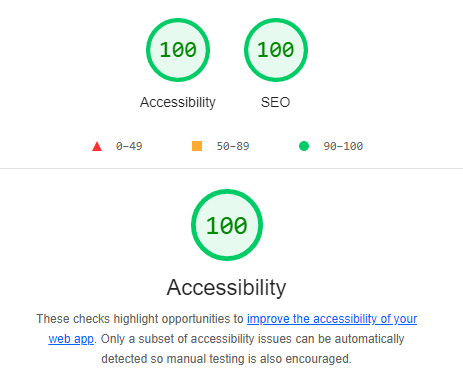 100 100
Accessibility SEO
0–49 50–89 90–100
100
Accessibility
These checks highlight opportunities to improve the accessibility of your
web app. Only a subset of accessibility issues can be automatically
detected so manual testing is also encouraged.